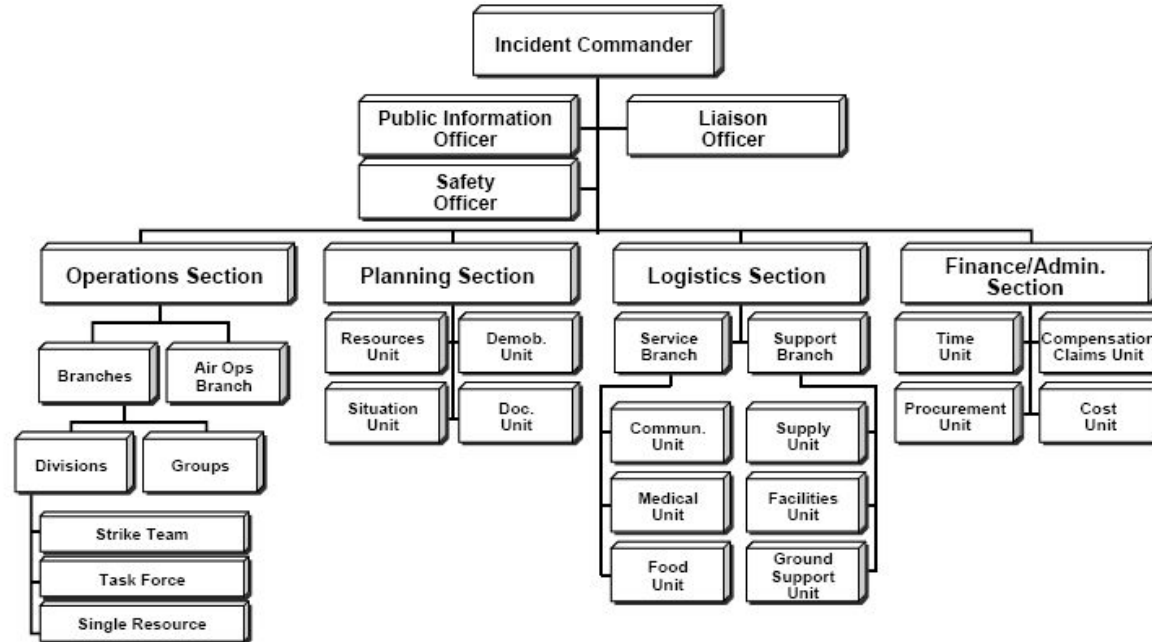 Incident Commander
Public Information
Officer
Liaison
Officer
Safety
Officer
Operations Section
Planning Section
Logistics Section
Finance/Admin.
Section
Branches
Air Ops
Branch
Divisions
Groups
Strike Team
Task Force
Single Resource
Resources
Unit
Demob.
Unit
Situation
Unit
Doc.
Unit
Service
Branch
Support
Branch
Commun.
Unit
Supply
Unit
Medical
Unit
Facilities
Unit
Food
Unit
Ground
Support
Unit
Time
Unit
Compensation
Claims Unit
Procurement
Unit
Cost
Unit